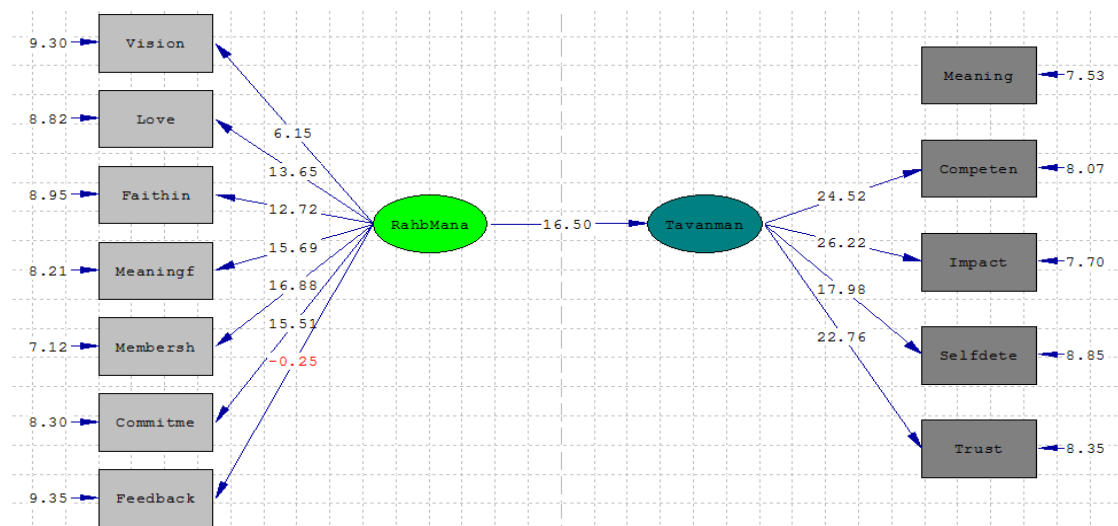 9.30 Vision
8.82 Love
8.95 Faithin
8.21 Meaningf
7.12 Membersh
8.30 Commitme
9.35 Feedback
6.15
13.65
12.72
15.69
16.88
15.51
-0.25
RahbMana 16.50 Tavanman
24.52
26.22
17.98
22.76
Meaning 7.53
Competen 8.07
Impact 7.70
Selfdete 8.85
Trust 8.35